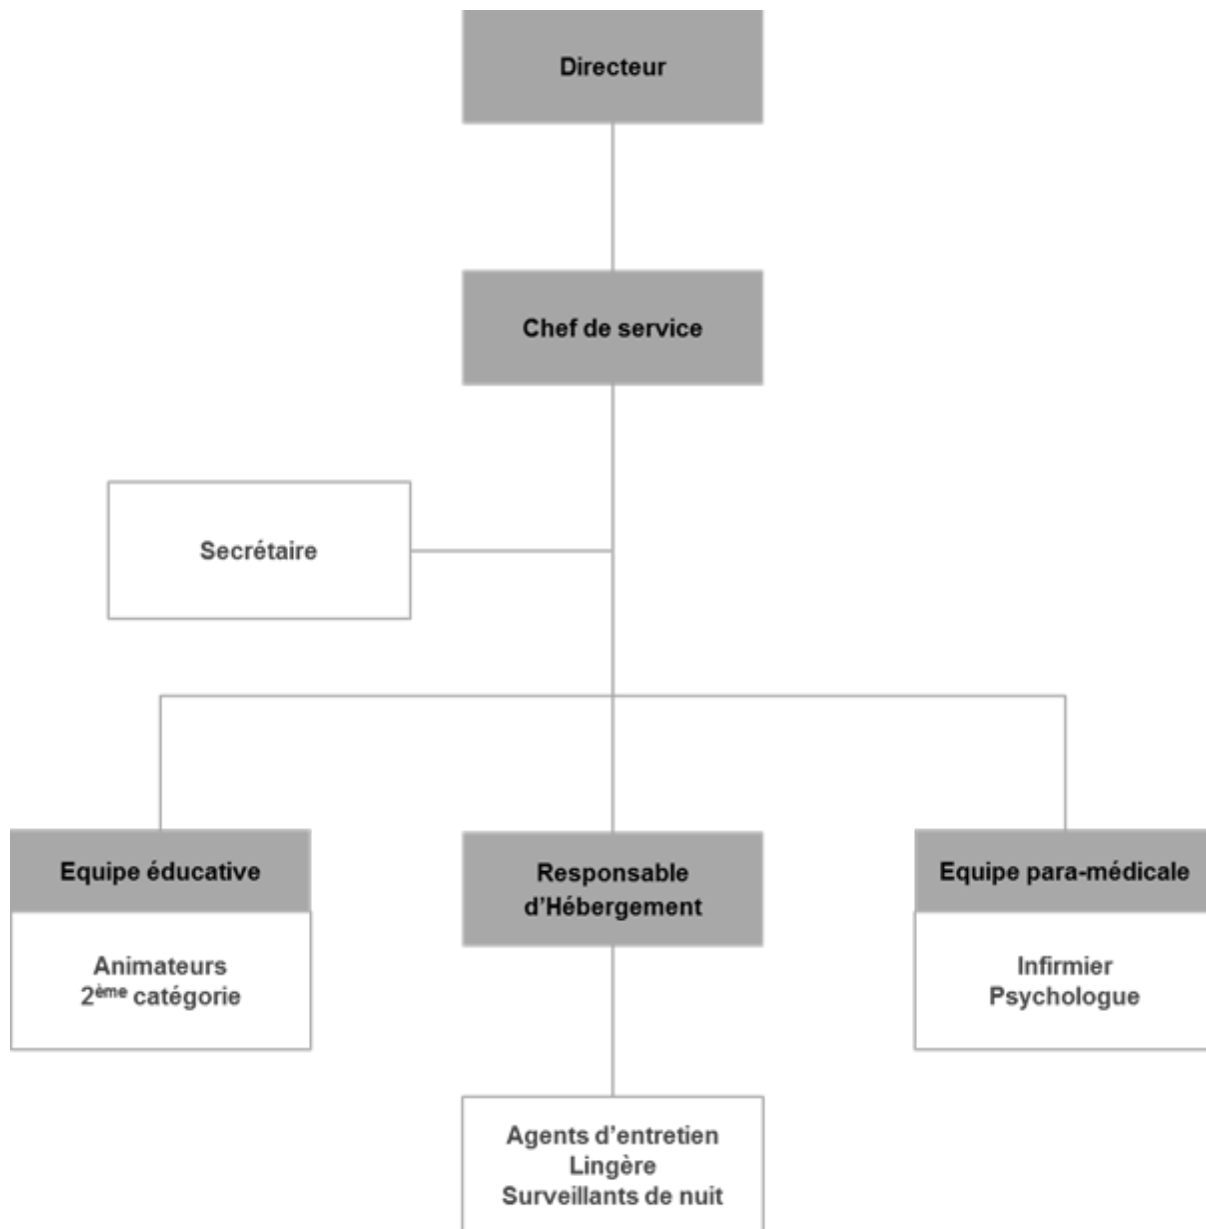 Directeur
Chef de service
Secrétaire
Equipe éducative
Animateurs
2ème catégorie
Responsable
d’Hébergement
Equipe para-médicale
Infirmier
Psychologue
Agents d’entretien
Lingère
Surveillants de nuit